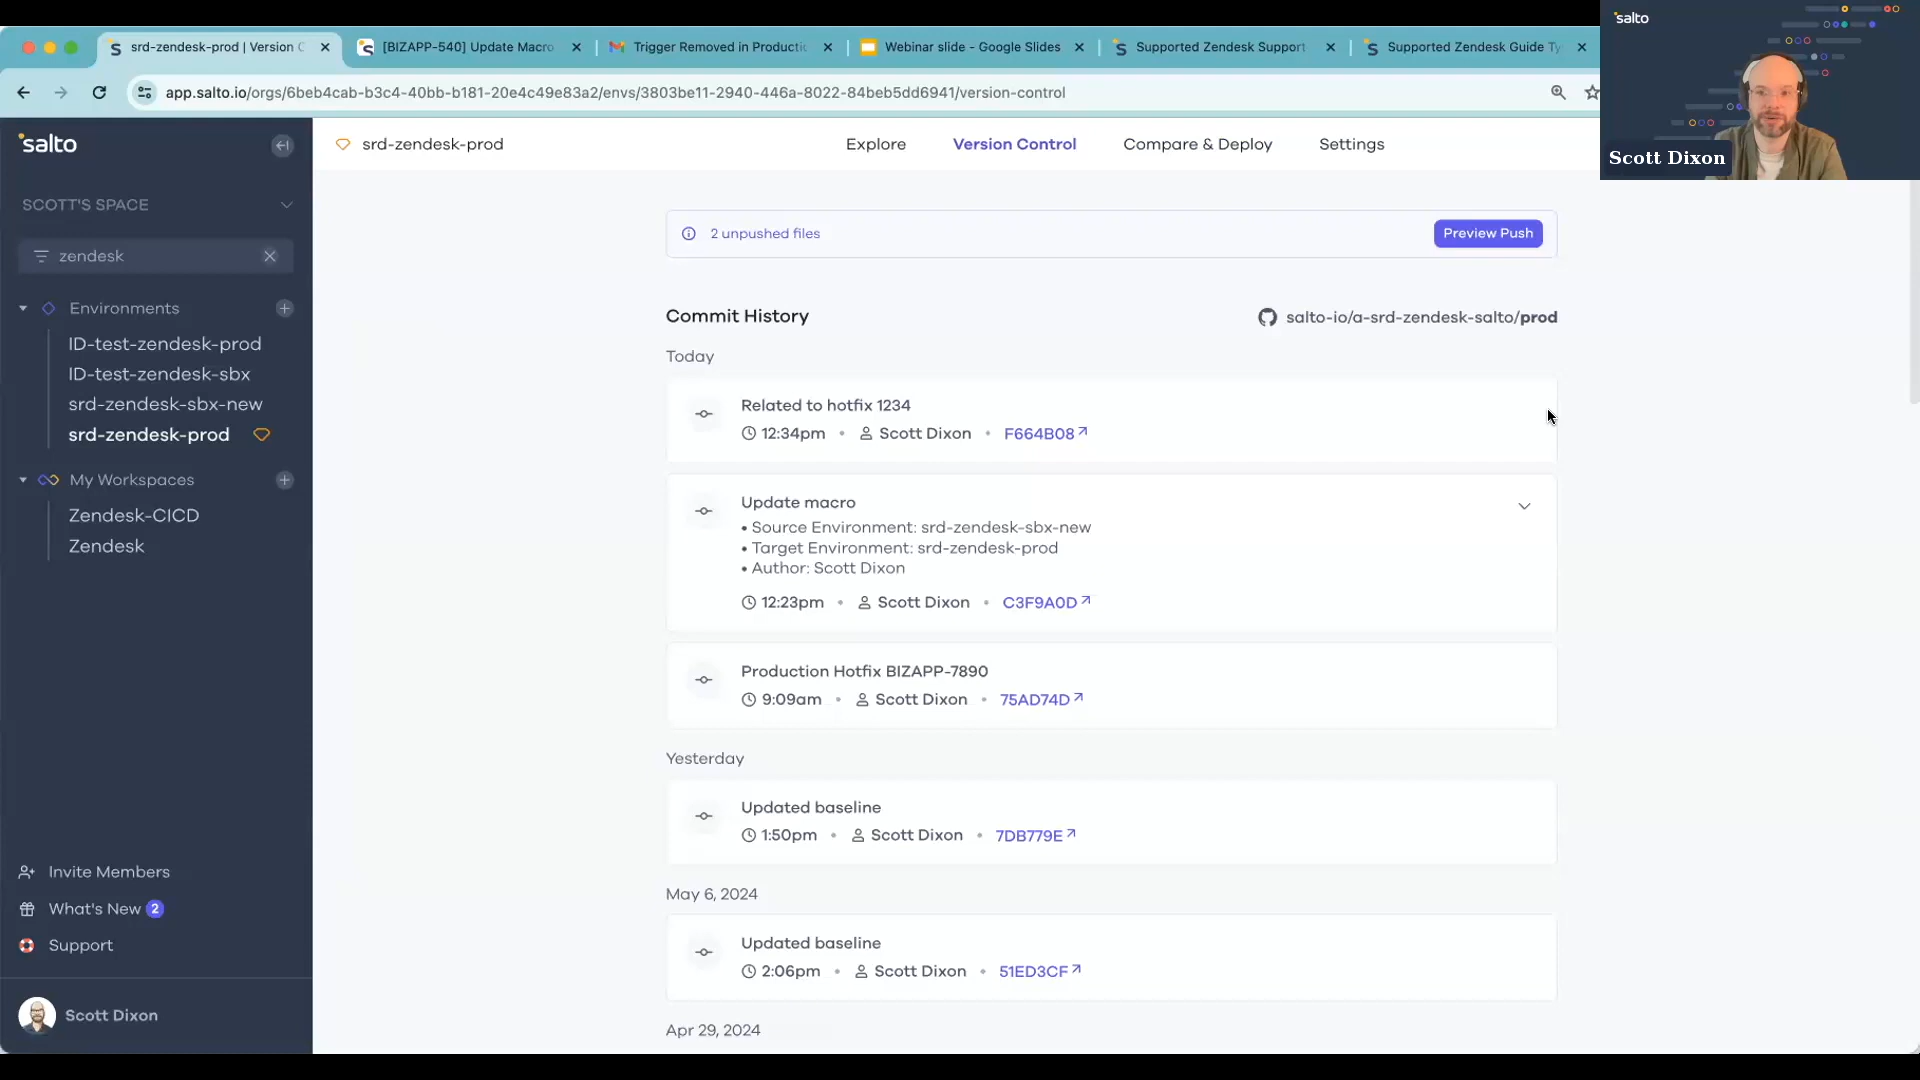 srd-zendesk-prod | Version C
[BIZAPP-540] Update Macro
Trigger Removed in Producti
Webinar slide - Google Slides
Supported Zendesk Support
Supported Zendesk Guide Ty
app.salto.io/orgs/6beb4cab-b3c4-40bb-b181-20e4c49e83a2/envs/3803be11-2940-446a-8022-84beb5dd6941/version-control
salto
Scott Dixon
salto
srd-zendesk-prod
Explore
Version Control
Compare & Deploy
Settings
SCOTT'S SPACE
zendesk
Environments
ID-test-zendesk-prod
ID-test-zendesk-sbx
srd-zendesk-sbx-new
srd-zendesk-prod
My Workspaces
Zendesk-CICD
Zendesk
Invite Members
What's New 2
Support
Scott Dixon
2 unpushed files
Preview Push
Commit History
salto-io/a-srd-zendesk-salto/prod
Today
Related to hotfix 1234
12:34pm • Scott Dixon • F664B08
Update macro
• Source Environment: srd-zendesk-sbx-new
• Target Environment: srd-zendesk-prod
• Author: Scott Dixon
12:23pm • Scott Dixon • C3F9A0D
Production Hotfix BIZAPP-7890
9:09am • Scott Dixon • 75AD74D
Yesterday
Updated baseline
1:50pm • Scott Dixon • 7DB779E
May 6, 2024
Updated baseline
2:06pm • Scott Dixon • 51ED3CF
Apr 29, 2024